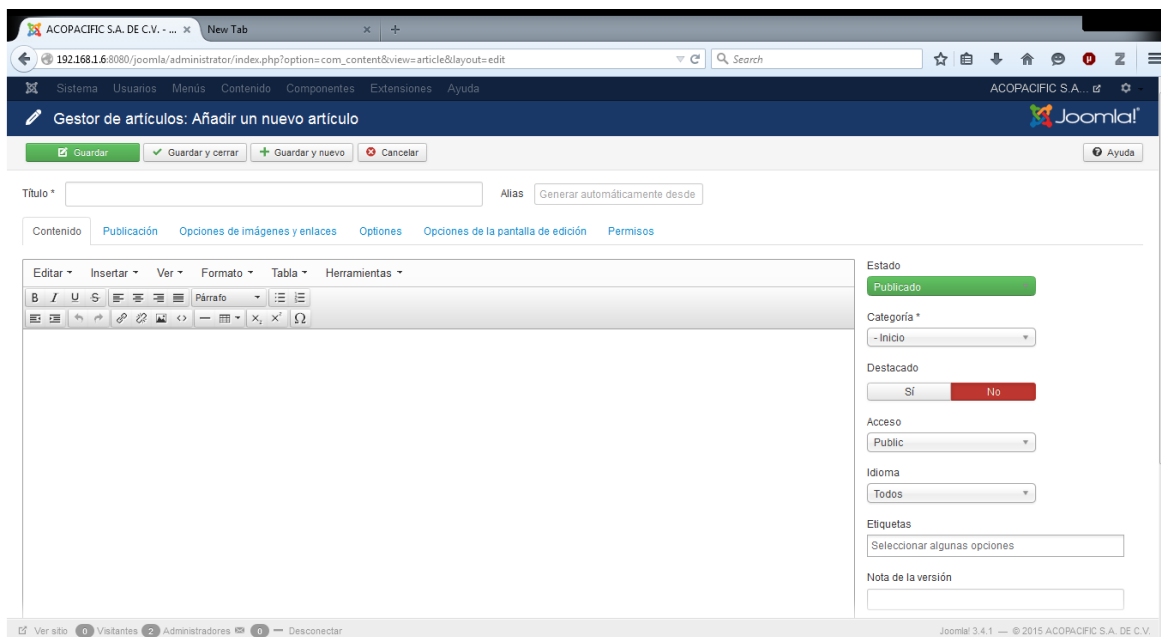 ACOPACIFIC S.A. DE C.V. - ... × New Tab × +
192.168.1.6:8080/joomla/administrator/index.php?option=com_content&view=article&layout=edit Search
Sistema Usuarios Menús Contenido Componentes Extensiones Ayuda ACOPACIFIC S.A...
Gestor de artículos: Añadir un nuevo artículo Joomla!
Guardar Guardar y cerrar Guardar y nuevo Cancelar Ayuda
Título * Alias Generar automáticamente desde
Contenido Publicación Opciones de imágenes y enlaces Optiones Opciones de la pantalla de edición Permisos
Editar Insertar Ver Formato Tabla Herramientas
B I U S Párrafo
Ω
Estado
Publicado
Categoría *
- Inicio
Destacado
Sí No
Acceso
Public
Idioma
Todos
Etiquetas
Seleccionar algunas opciones
Nota de la versión
Ver sitio 0 Visitantes 2 Administradores 0 Desconectar Joomla! 3.4.1 — © 2015 ACOPACIFIC S.A. DE C.V.